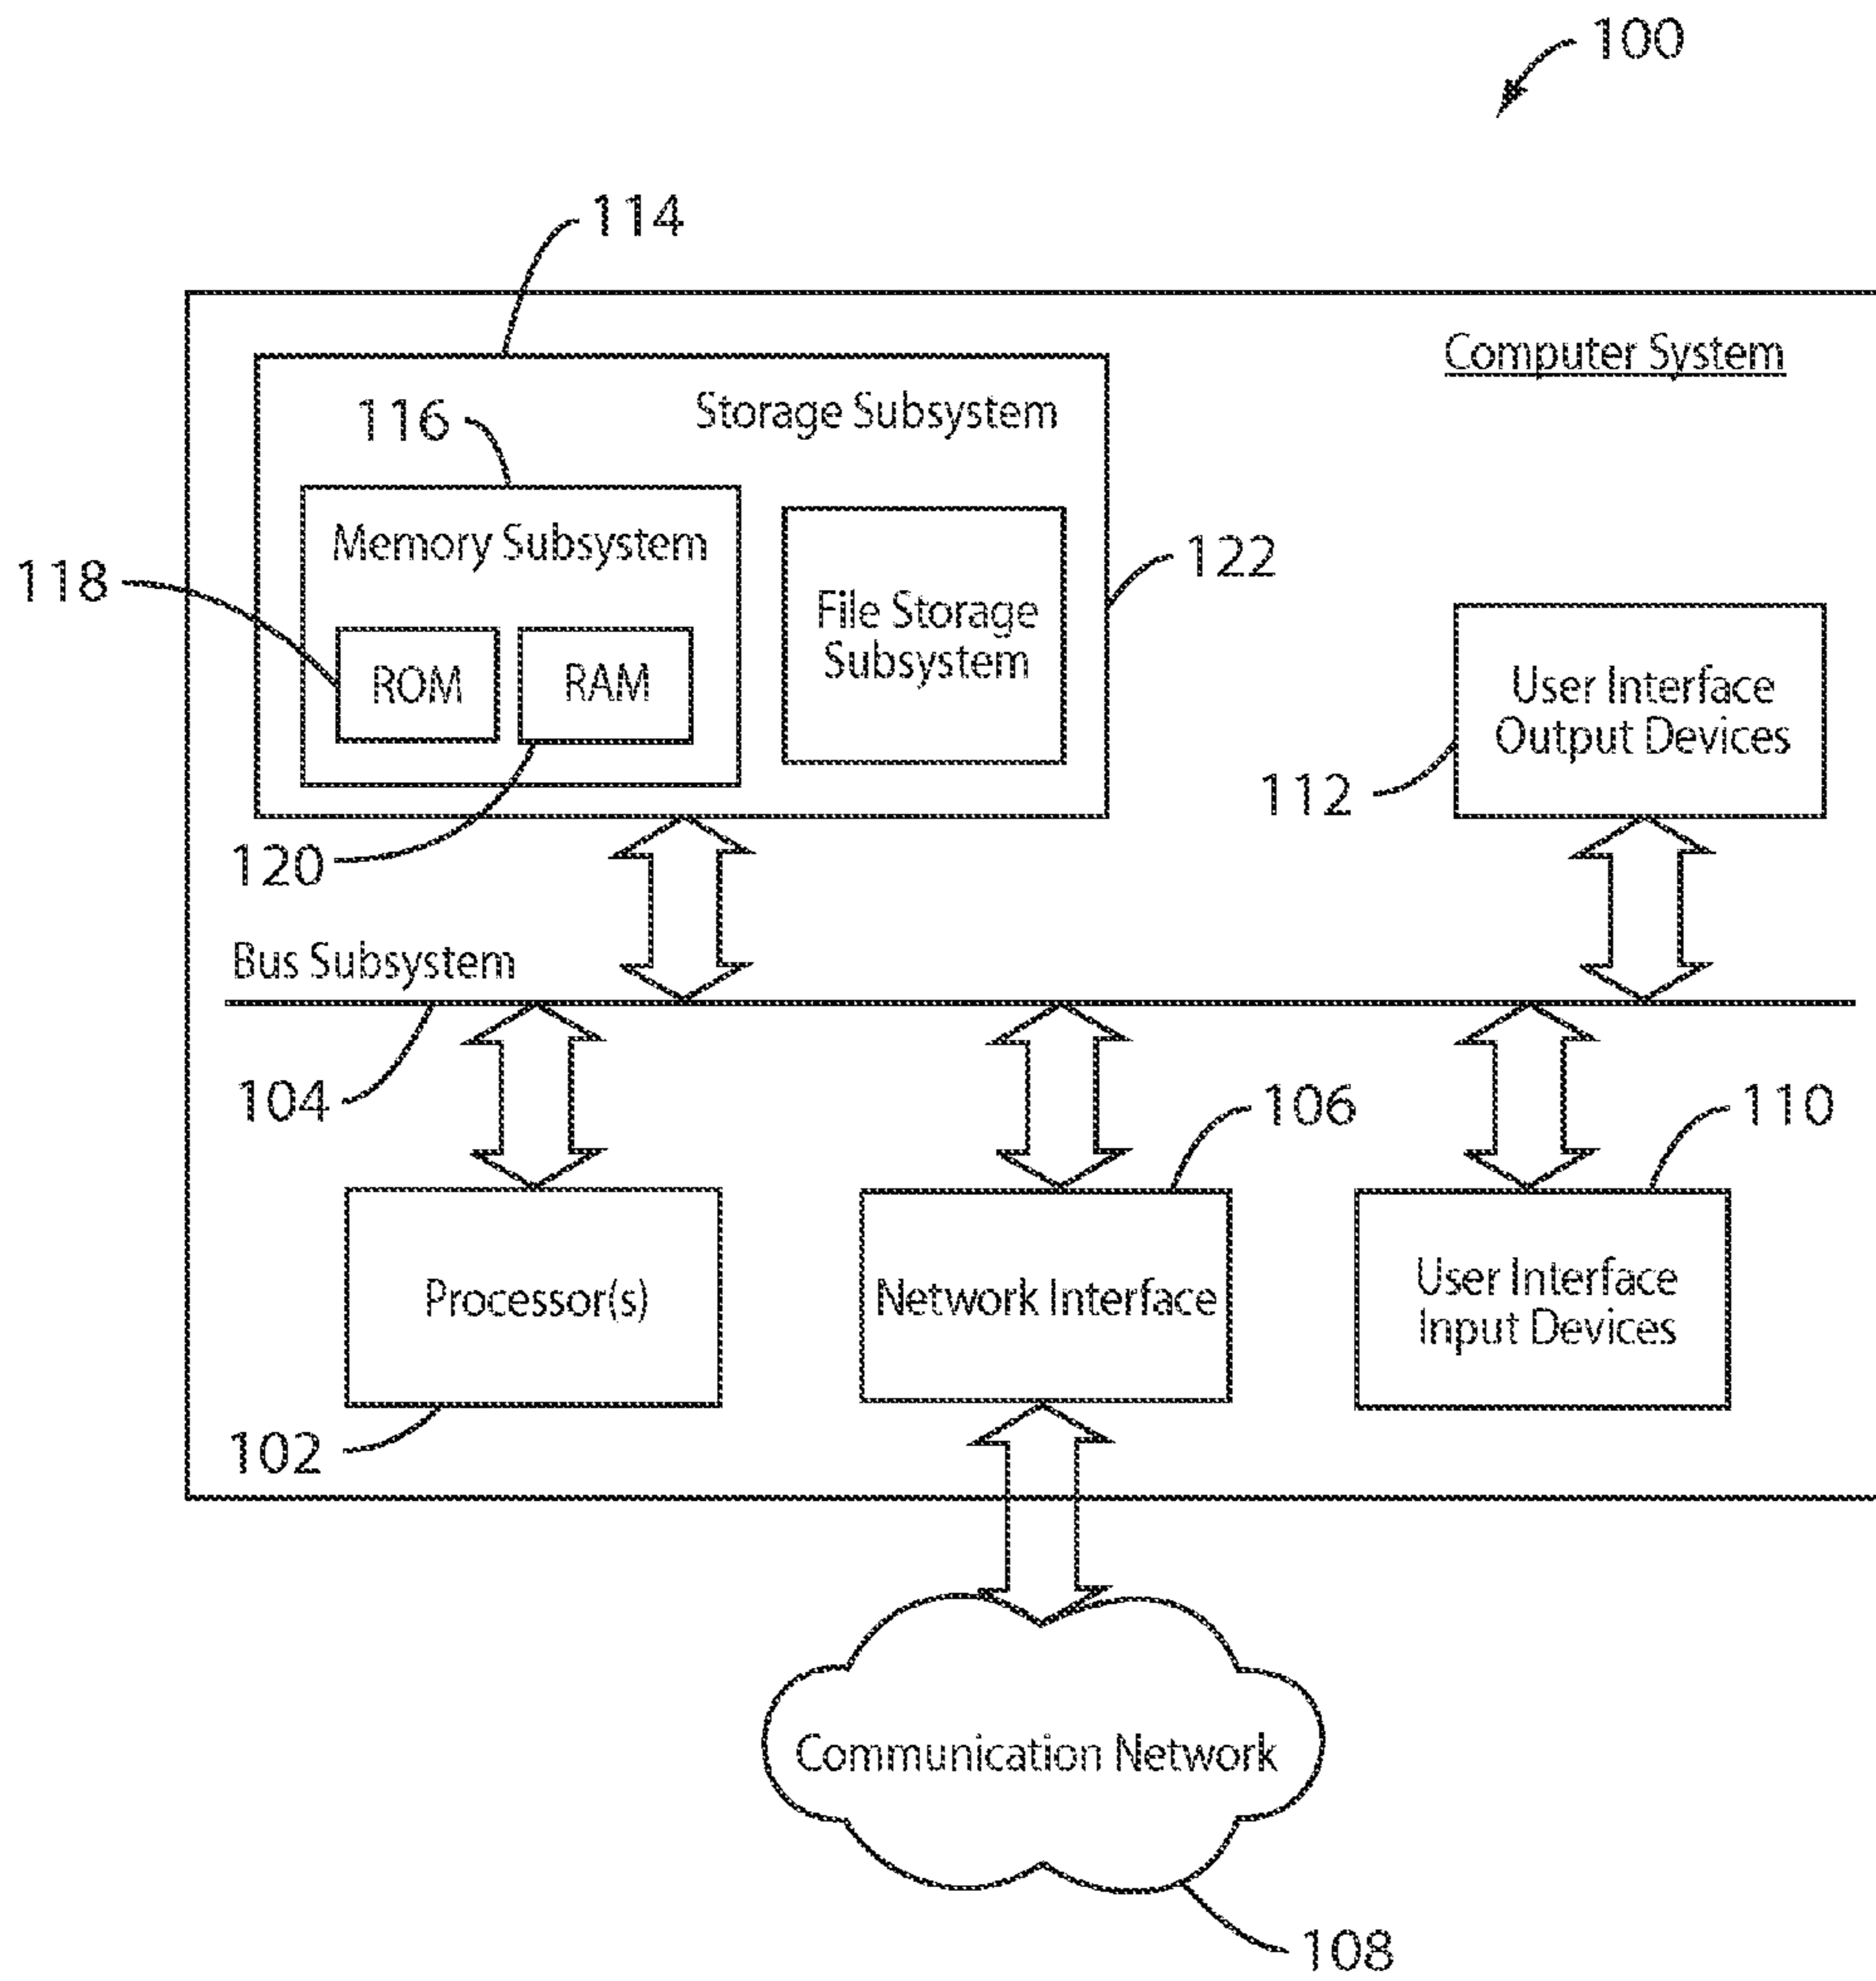 100
114
Computer System
Storage Subsystem
116
Memory Subsystem
122
118
File Storage
Subsystem
ROM
RAM
User Interface
Output Devices
112
120
Bus Subsystem
104
106
110
Processor(s)
Network Interface
User Interface
Input Devices
102
Communication Network
108